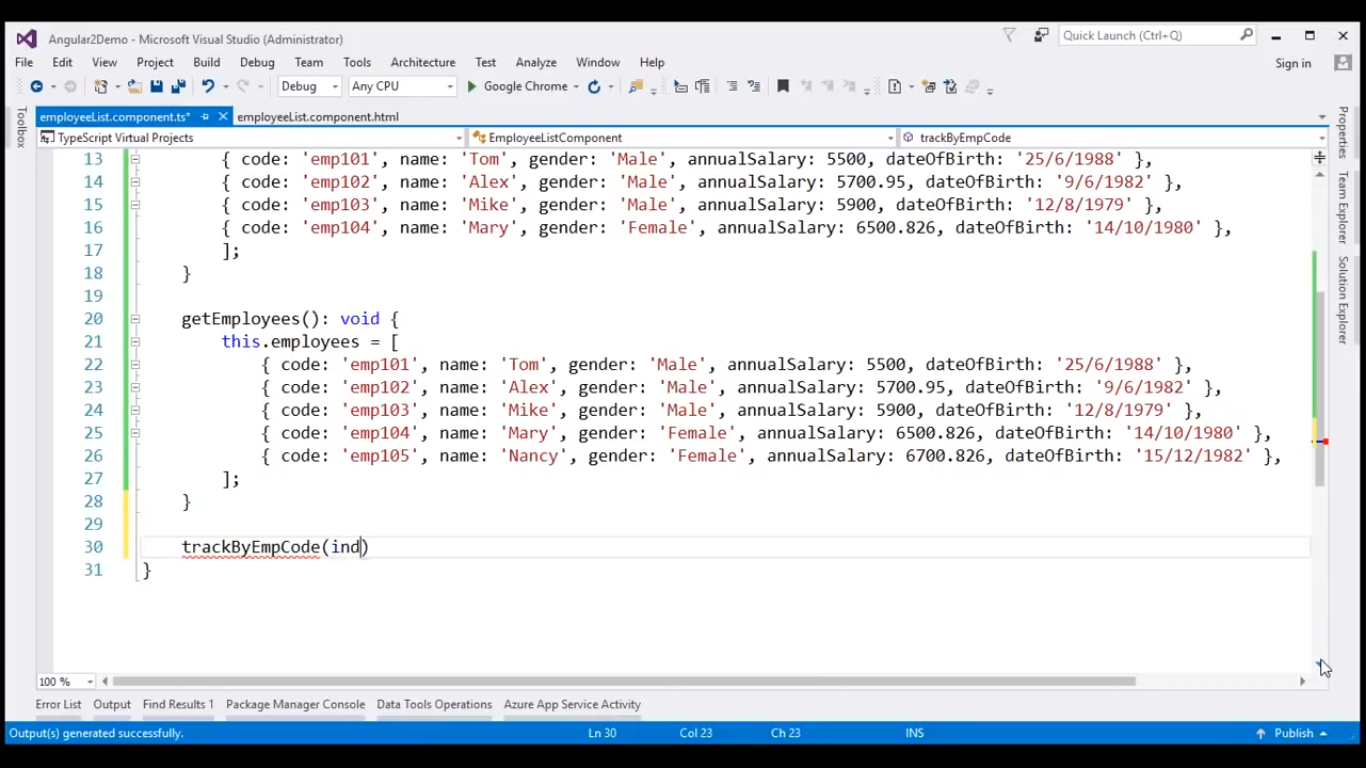 Angular2Demo - Microsoft Visual Studio (Administrator)
Quick Launch (Ctrl+Q)
File Edit View Project Build Debug Team Tools Architecture Test Analyze Window Help
Sign in
Debug Any CPU Google Chrome
Toolbox
employeeList.component.ts* employeeList.component.html
TypeScript Virtual Projects EmployeeListComponent trackByEmpCode
13 { code: 'emp101', name: 'Tom', gender: 'Male', annualSalary: 5500, dateOfBirth: '25/6/1988' },
14 { code: 'emp102', name: 'Alex', gender: 'Male', annualSalary: 5700.95, dateOfBirth: '9/6/1982' },
15 { code: 'emp103', name: 'Mike', gender: 'Male', annualSalary: 5900, dateOfBirth: '12/8/1979' },
16 { code: 'emp104', name: 'Mary', gender: 'Female', annualSalary: 6500.826, dateOfBirth: '14/10/1980' },
17 ];
18 }
19
20 getEmployees(): void {
21 this.employees = [
22 { code: 'emp101', name: 'Tom', gender: 'Male', annualSalary: 5500, dateOfBirth: '25/6/1988' },
23 { code: 'emp102', name: 'Alex', gender: 'Male', annualSalary: 5700.95, dateOfBirth: '9/6/1982' },
24 { code: 'emp103', name: 'Mike', gender: 'Male', annualSalary: 5900, dateOfBirth: '12/8/1979' },
25 { code: 'emp104', name: 'Mary', gender: 'Female', annualSalary: 6500.826, dateOfBirth: '14/10/1980' },
26 { code: 'emp105', name: 'Nancy', gender: 'Female', annualSalary: 6700.826, dateOfBirth: '15/12/1982' },
27 ];
28 }
29
30 trackByEmpCode(ind)
31 }
Properties
Team Explorer
Solution Explorer
100 %
Error List Output Find Results 1 Package Manager Console Data Tools Operations Azure App Service Activity
Output(s) generated successfully. Ln 30 Col 23 Ch 23 INS Publish